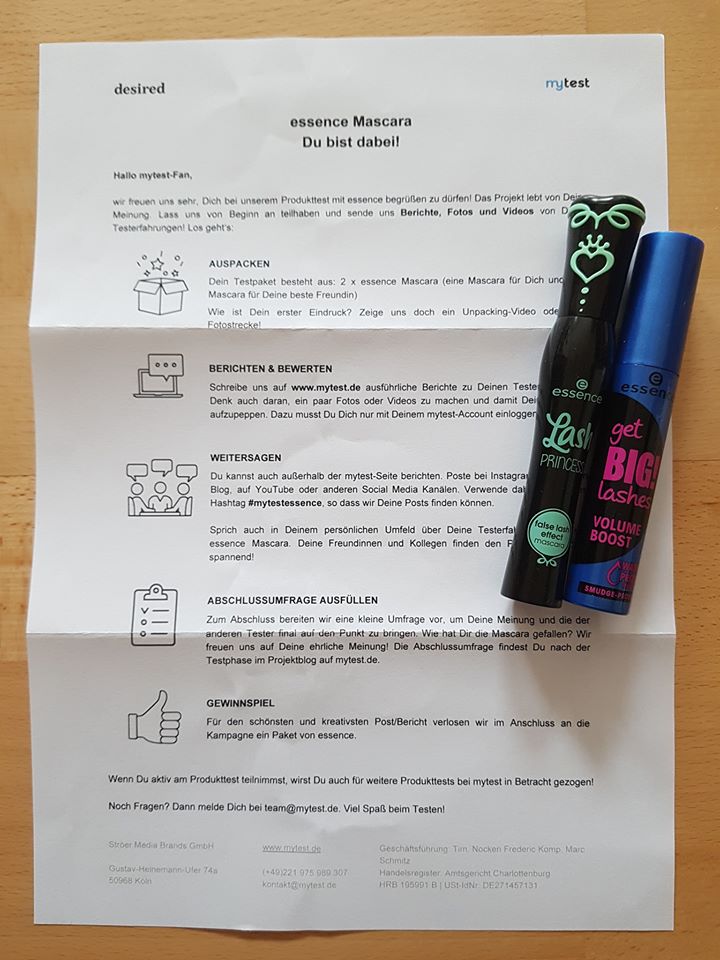 desired
mytest
essence Mascara
Du bist dabei!
Hallo mytest-Fan,
wir freuen uns sehr, Dich bei unserem Produkttest mit essence begrüßen zu dürfen! Das Projekt lebt von
Meinung. Lass uns von Beginn an teilhaben und sende uns Berichte, Fotos und Videos von
Testerfahrungen! Los geht's:
AUSPACKEN
Dein Testpaket besteht aus: 2 x essence Mascara (eine Mascara für Dich
Mascara für Deine beste Freundin)
Wie ist Dein erster Eindruck? Zeige uns doch ein Unpacking-Video
Fotostrecke!
BERICHTEN & BEWERTEN
Schreibe uns auf www.mytest.de ausführliche Berichte zu Deinen
Denk auch daran, ein paar Fotos oder Videos zu machen und damit
aufzupeppen. Dazu musst Du Dich nur mit Deinem mytest-Account
WEITERSAGEN
Du kannst auch außerhalb der mytest-Seite berichten. Poste bei
Blog, auf YouTube oder anderen Social Media Kanälen. Verwende
Hashtag #mytestessence, so dass wir Deine Posts finden können.
Sprich auch in Deinem persönlichen Umfeld über Deine
essence Mascara. Deine Freundinnen und Kollegen finden den
spannend!
ABSCHLUSSUMFRAGE AUSFÜLLEN
Zum Abschluss bereiten wir eine kleine Umfrage vor, um Deine Meinung und die der
anderen Tester final auf den Punkt zu bringen. Wie hat Dir die Mascara gefallen? Wir
freuen uns auf Deine ehrliche Meinung! Die Abschlussumfrage findest Du nach der
Testphase im Projektblog auf mytest.de.
GEWINNSPIEL
Für den schönsten und kreativsten Post/Bericht verlosen wir im Anschluss an die
Kampagne ein Paket von essence.
Wenn Du aktiv am Produkttest teilnimmst, wirst Du auch für weitere Produkttests bei mytest in Betracht gezogen!
Noch Fragen? Dann melde Dich bei team@mytest.de. Viel Spaß beim Testen!
Ströer Media Brands GmbH
Gustav-Heinemann-Ufer 74a
50968 Köln
www.mytest.de
(+49)221 975 989 307
kontakt@mytest.de
Geschäftsführung: Tim. Nocken Frederic Komp. Marc
Schmitz
Handelsregister: Amtsgericht Charlottenburg
HRB 195991 B | USt-IdNr: DE271457131
essence
Lash
PRINCESS
false lash
effect
mascara
essence
get
BIG!
lashes
VOLUME
BOOST